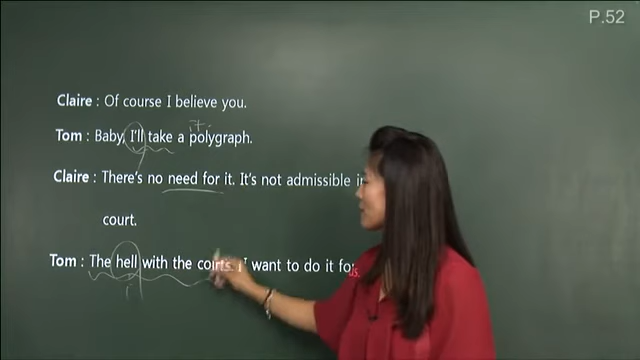 P.52
Claire : Of course I believe you.
it.
Tom : Baby, I'll take a polygraph.
Claire : There's no need for it. It's not admissible in
court.
Tom : The hell with the courts. I want to do it for